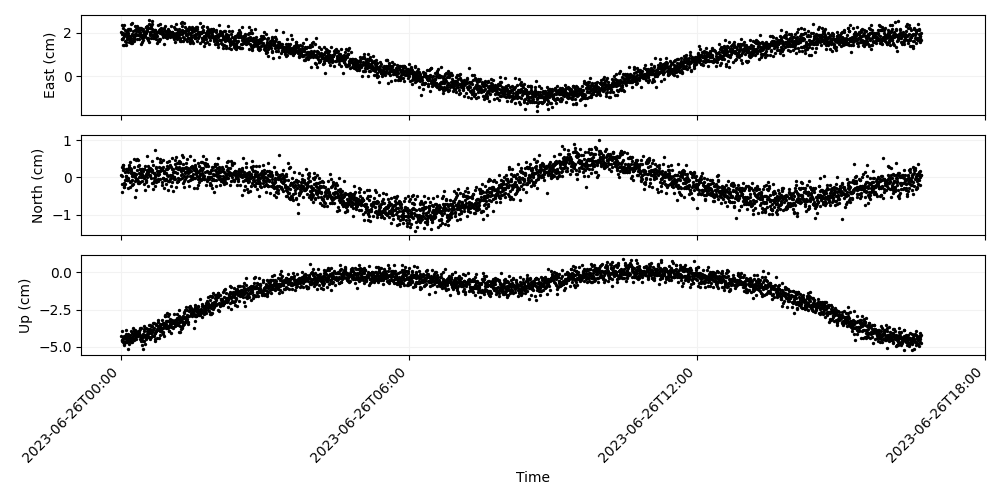 2
0
East (cm)
1
0
−1
North (cm)
0.0
−2.5
−5.0
Up (cm)
2023-06-26T00:00
2023-06-26T06:00
2023-06-26T12:00
2023-06-26T18:00
Time